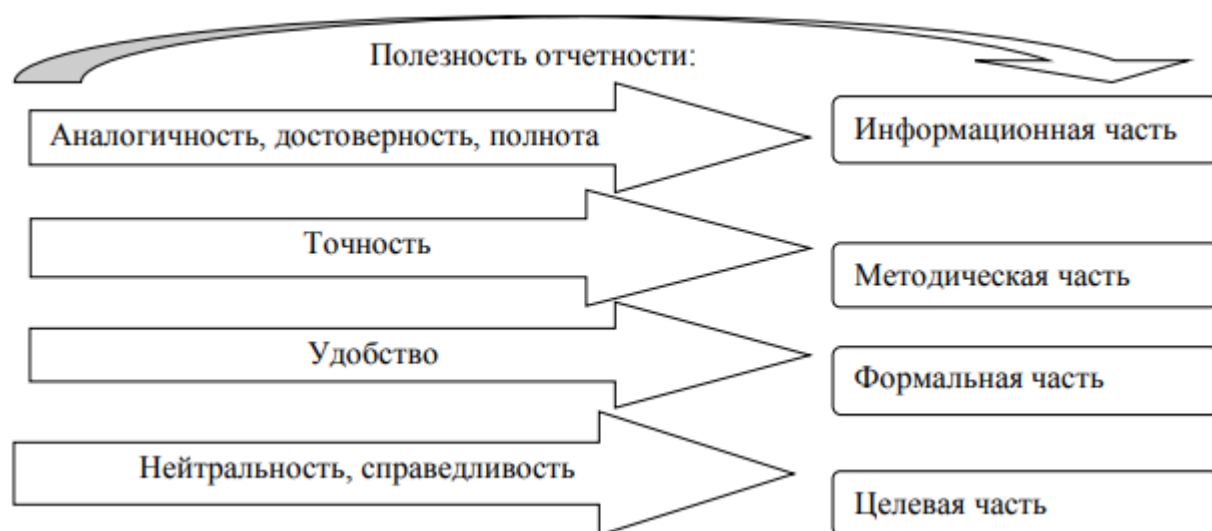 Полезность отчетности:
Аналогичность, достоверность, полнота
Информационная часть
Точность
Методическая часть
Удобство
Формальная часть
Нейтральность, справедливость
Целевая часть